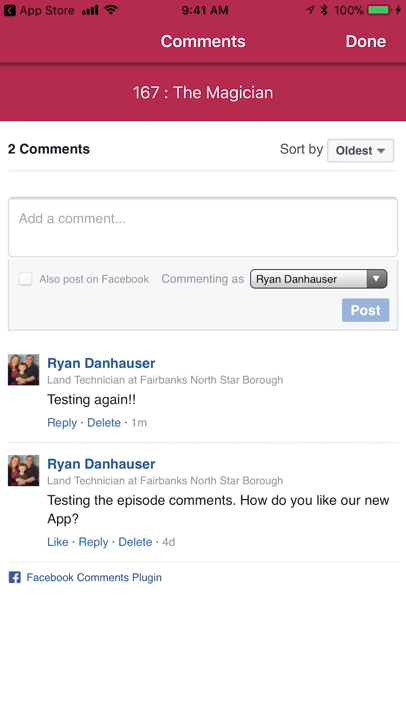 App Store 9:41 AM 100%
Comments Done
167 : The Magician
2 Comments Sort by Oldest
Add a comment...
Also post on Facebook Commenting as Ryan Danhauser
Post
Ryan Danhauser
Land Technician at Fairbanks North Star Borough
Testing again!!
Reply · Delete · 1m
Ryan Danhauser
Land Technician at Fairbanks North Star Borough
Testing the episode comments. How do you like our new
App?
Like · Reply · Delete · 4d
Facebook Comments Plugin